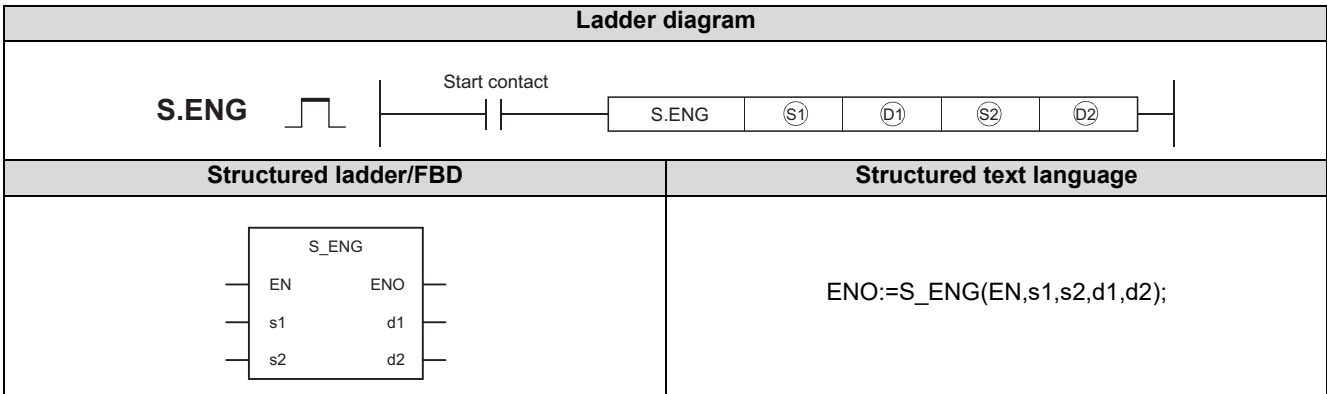 Ladder diagram
Start contact
S.ENG
S.ENG S1 D1 S2 D2
Structured ladder/FBD
Structured text language
S_ENG
EN ENO
s1 d1
s2 d2
ENO:=S_ENG(EN,s1,s2,d1,d2);